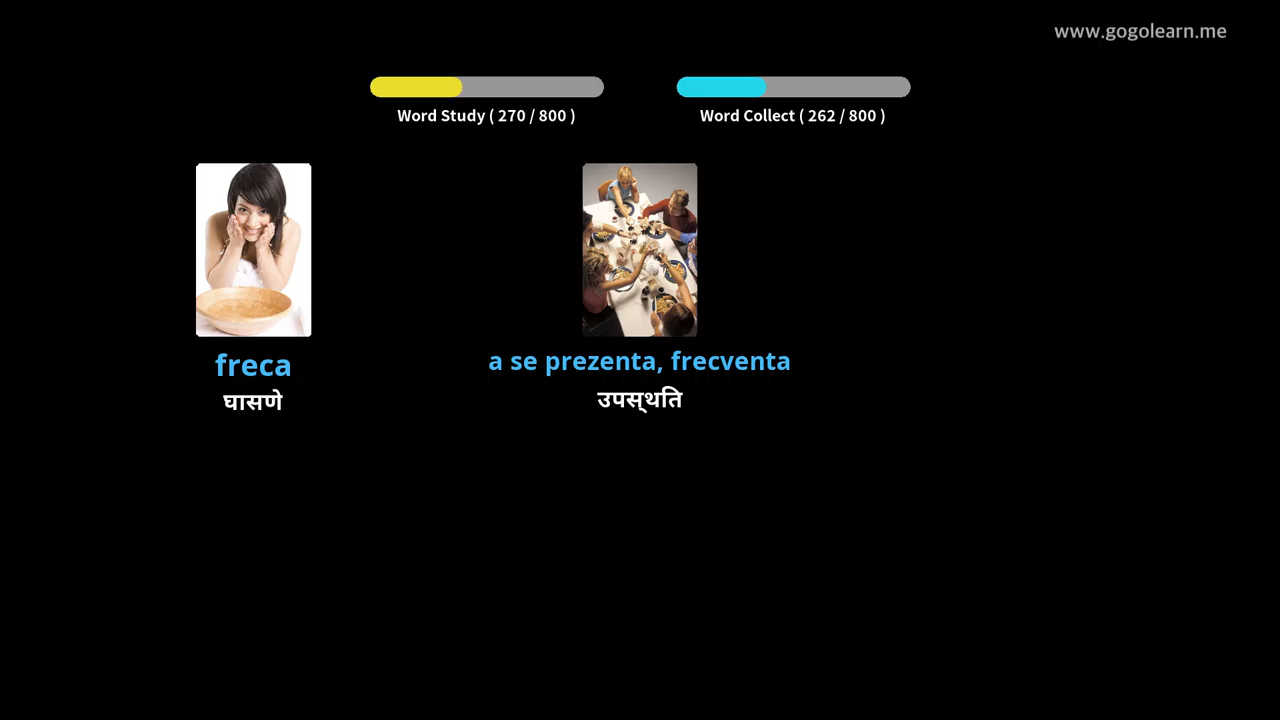 www.gogolearn.me
Word Study ( 270 / 800 )
Word Collect ( 262 / 800 )
freca
a se prezenta, frecventa
घासणे
उपस्थति